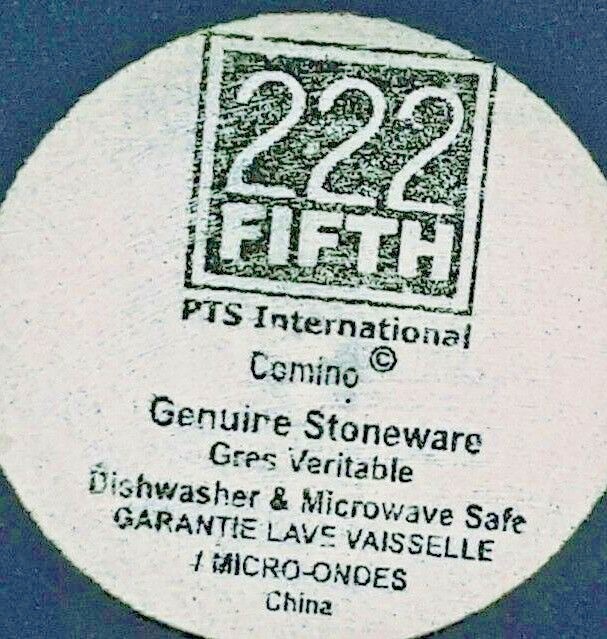 222
FIFTH
PTS International
Comino ©
Genuine Stoneware
Gres Veritable
Dishwasher & Microwave Safe
GARANTIE LAVE VAISSELLE
/ MICRO-ONDES
China